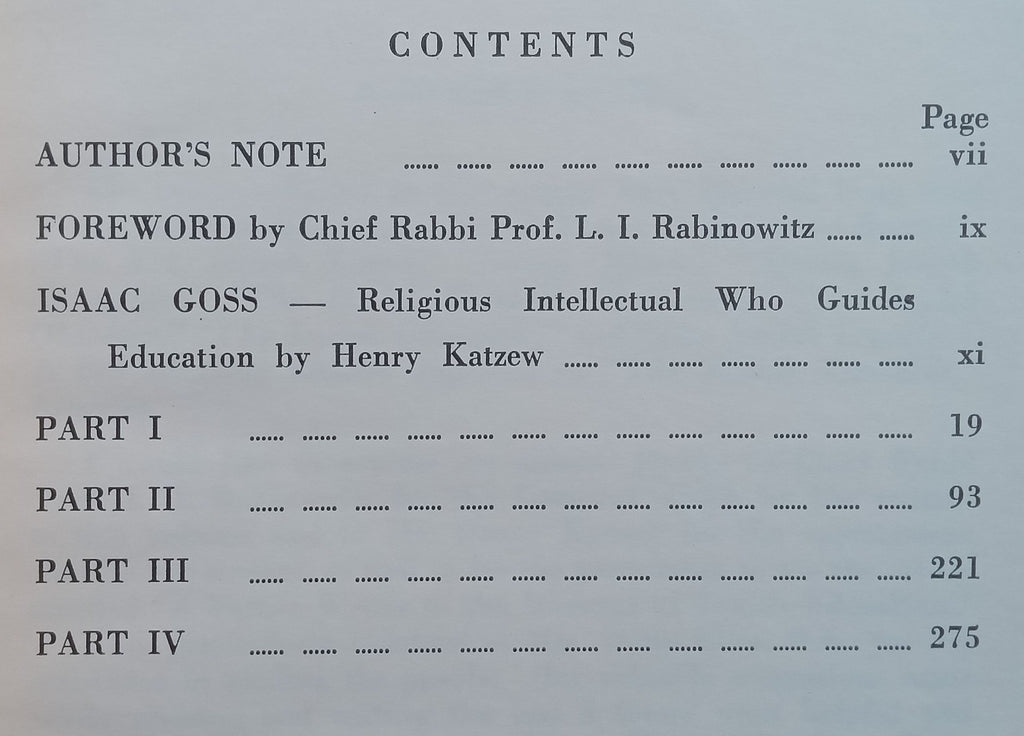 CONTENTS
Page
AUTHOR'S NOTE ...... ...... ...... ...... ...... ...... ...... ...... ...... ...... vii
FOREWORD by Chief Rabbi Prof. L. I. Rabinowitz ...... ...... ix
ISAAC GOSS — Religious Intellectual Who Guides
Education by Henry Katzew ...... ...... ...... ...... ...... ...... ...... xi
PART I ...... ...... ...... ...... ...... ...... ...... ...... ...... ...... ...... ...... ...... 19
PART II ...... ...... ...... ...... ...... ...... ...... ...... ...... ...... ...... ...... ...... 93
PART III ...... ...... ...... ...... ...... ...... ...... ...... ...... ...... ...... ...... ...... 221
PART IV ...... ...... ...... ...... ...... ...... ...... ...... ...... ...... ...... ...... ...... 275